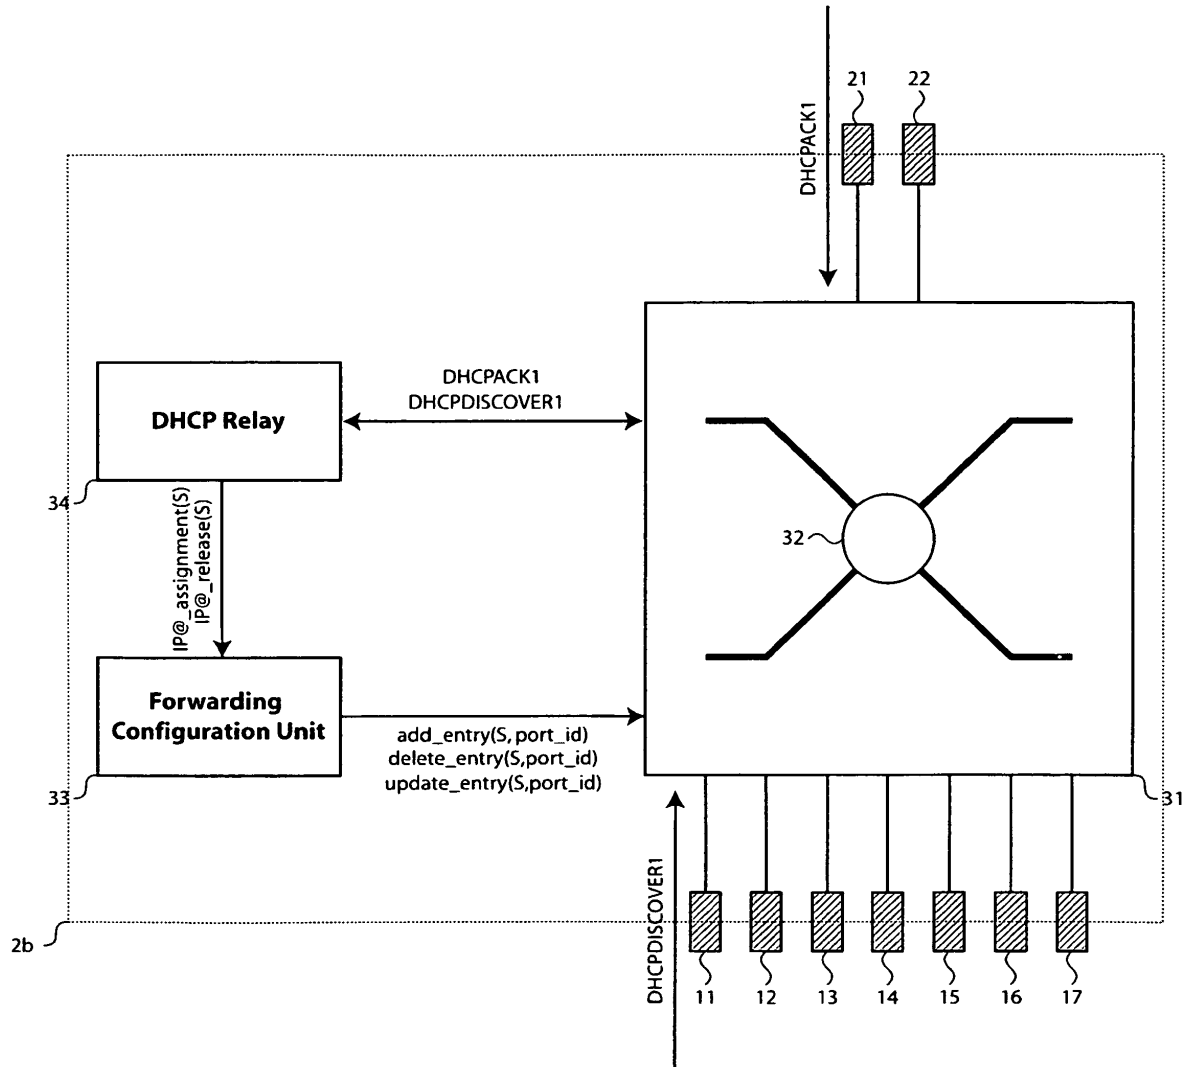 21
22
DHCPACK1
DHCPACK1
DHCPDISCOVER1
DHCP Relay
34
IP@_assignment(S)
IP@_release(S)
32
Forwarding
Configuration Unit
add_entry(S, port_id)
delete_entry(S,port_id)
update_entry(S,port_id)
33
31
DHCPDISCOVER1
2b
11
12
13
14
15
16
17